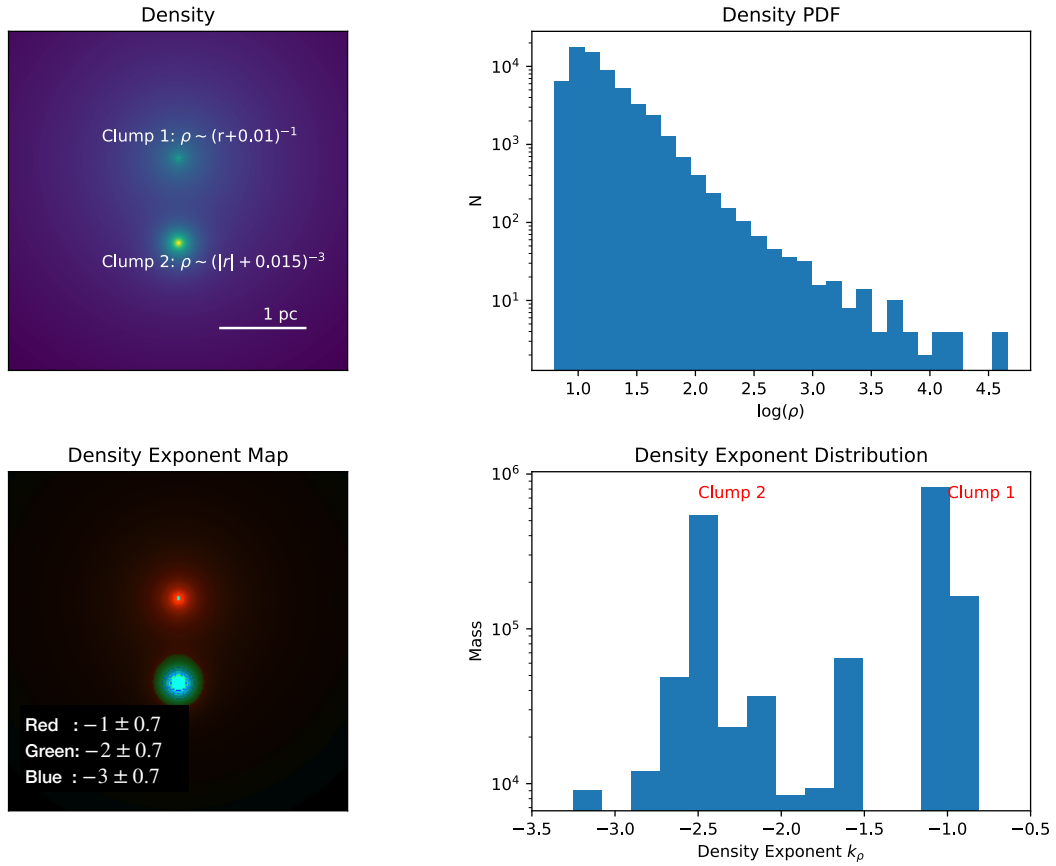 Density
Clump 1: ρ ~ (r+0.01)⁻¹
Clump 2: ρ ~ (|r| + 0.015)⁻³
1 pc
Density PDF
N
10⁴
10³
10²
10¹
1.0 1.5 2.0 2.5 3.0 3.5 4.0 4.5
log(ρ)
Density Exponent Map
Red : −1 ± 0.7
Green: −2 ± 0.7
Blue : −3 ± 0.7
Density Exponent Distribution
Mass
10⁶
10⁵
10⁴
Clump 2
Clump 1
−3.5 −3.0 −2.5 −2.0 −1.5 −1.0 −0.5
Density Exponent kᵨ